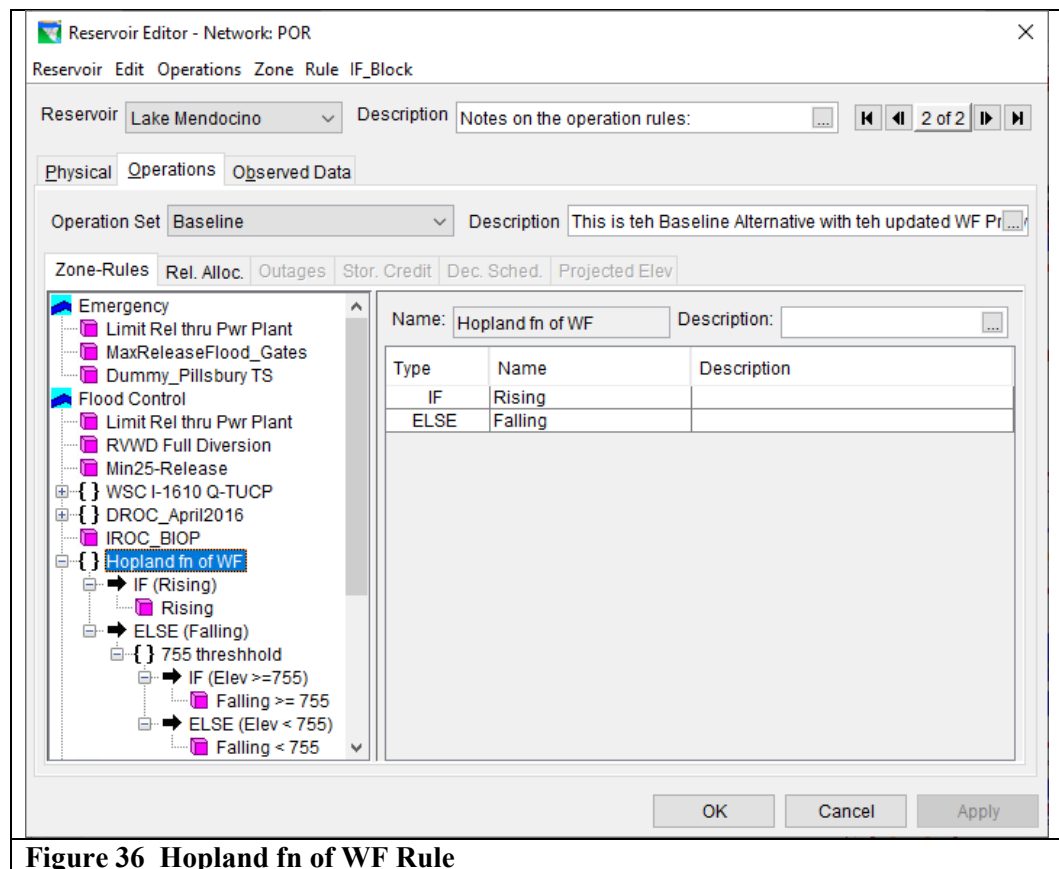 Reservoir Editor - Network: POR
Reservoir Edit Operations Zone Rule IF_Block
Reservoir Lake Mendocino Description Notes on the operation rules: ... 2 of 2
Physical Operations Observed Data
Operation Set Baseline Description This is teh Baseline Alternative with teh updated WF Pr ...
Zone-Rules Rel. Alloc. Outages Stor. Credit Dec. Sched. Projected Elev
Emergency
Limit Rel thru Pwr Plant
MaxReleaseFlood_Gates
Dummy_Pillsbury TS
Flood Control
Limit Rel thru Pwr Plant
RVWD Full Diversion
Min25-Release
{ } WSC I-1610 Q-TUCP
{ } DROC_April2016
IROC_BIOP
{ } Hopland fn of WF
IF (Rising)
Rising
ELSE (Falling)
{ } 755 threshhold
IF (Elev >=755)
Falling >= 755
ELSE (Elev < 755)
Falling < 755
Name: Hopland fn of WF Description: ...
Type Name Description
IF Rising
ELSE Falling
OK Cancel Apply
Figure 36 Hopland fn of WF Rule